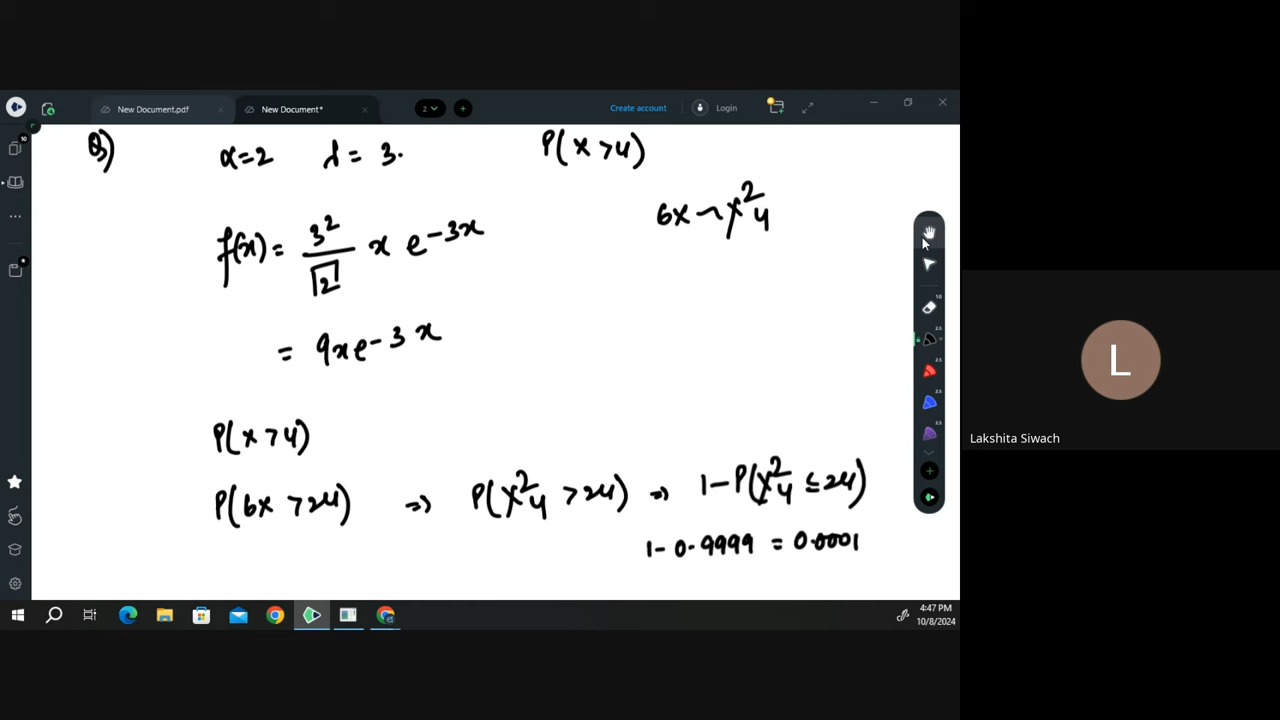 New Document.pdf
New Document*
2
Create account
Login
Q) α=2 λ = 3. P(x>4)
6x ~ χ²₄
f(x) = 3²/Γ2 x e^-3x
= 9xe^-3x
P(x>4)
P(6x >24) => P(χ²₄ >24) => 1-P(χ²₄ ≤24)
1-0.9999 = 0.0001
L
Lakshita Siwach
4:47 PM
10/8/2024